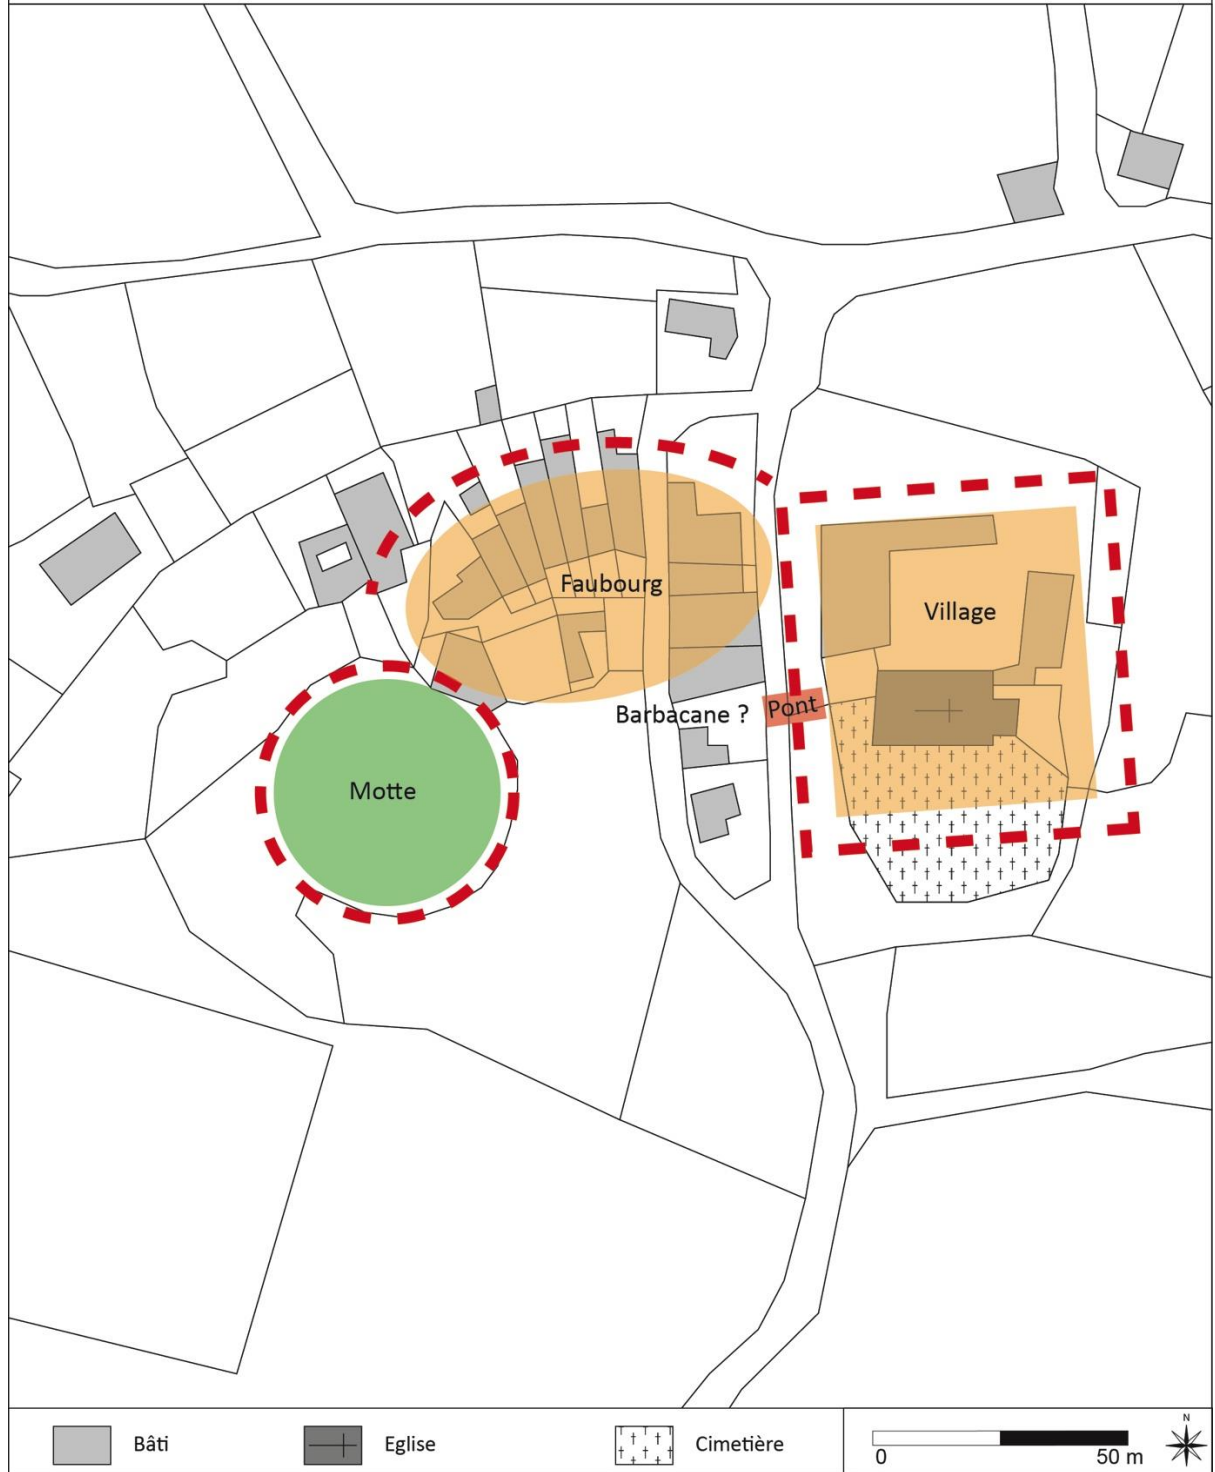 Faubourg
Village
Pont
Barbacane ?
Motte
Bâti
Eglise
Cimetière
0
50 m
N